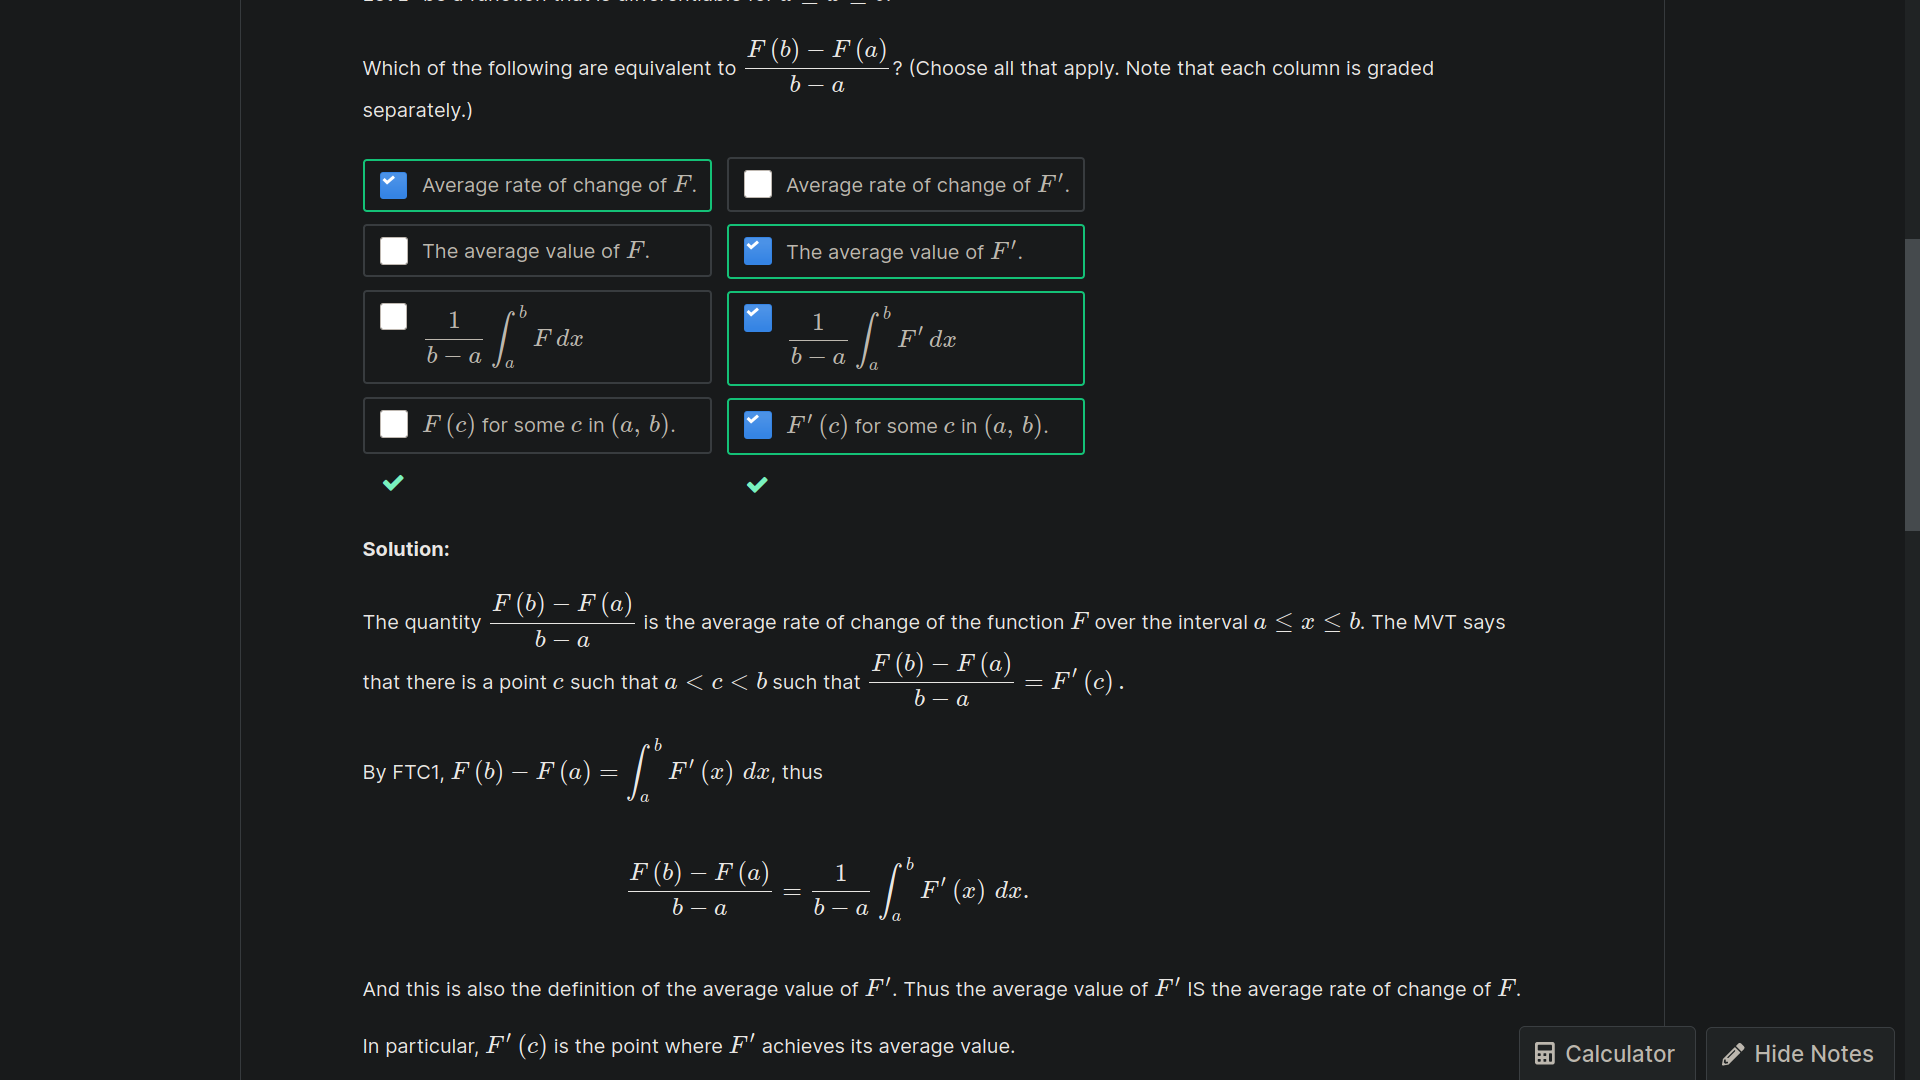 Which of the following are equivalent to \frac{F(b) − F(a)}{b − a}? (Choose all that apply. Note that each column is graded
separately.)
Average rate of change of F.
Average rate of change of F′.
The average value of F.
The average value of F′.
\frac{1}{b − a} ∫_a^b F dx
\frac{1}{b − a} ∫_a^b F′ dx
F(c) for some c in (a, b).
F′(c) for some c in (a, b).
Solution:
The quantity \frac{F(b) − F(a)}{b − a} is the average rate of change of the function F over the interval a ≤ x ≤ b. The MVT says
that there is a point c such that a < c < b such that \frac{F(b) − F(a)}{b − a} = F′(c).
By FTC1, F(b) − F(a) = ∫_a^b F′(x) dx, thus
\frac{F(b) − F(a)}{b − a} = \frac{1}{b − a} ∫_a^b F′(x) dx.
And this is also the definition of the average value of F′. Thus the average value of F′ IS the average rate of change of F.
In particular, F′(c) is the point where F′ achieves its average value.
Calculator
Hide Notes